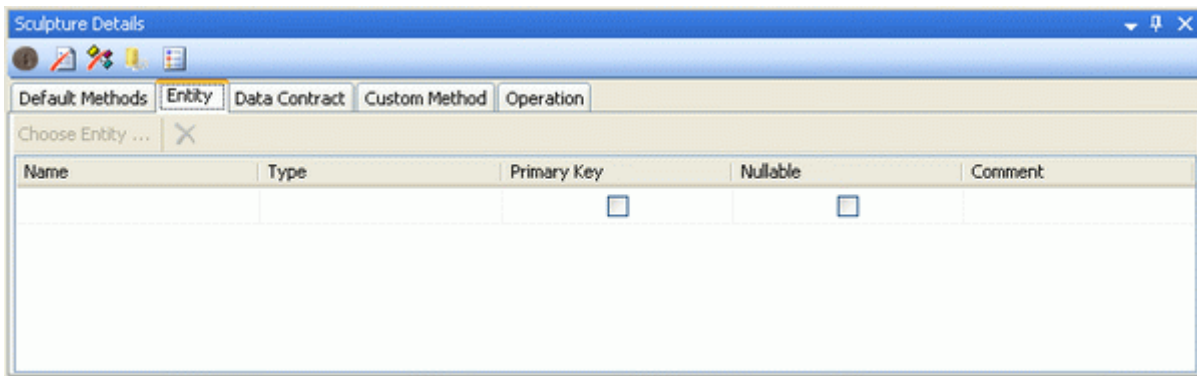 Sculpture Details
Default Methods Entity Data Contract Custom Method Operation
Choose Entity ...
Name Type Primary Key Nullable Comment